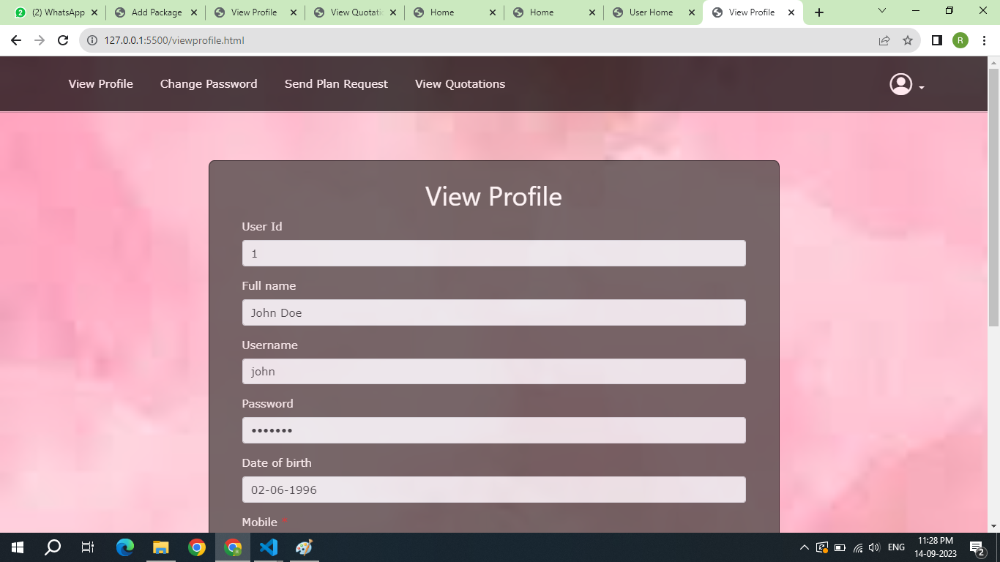 (2) WhatsApp
Add Package
View Profile
View Quotatic
Home
Home
User Home
View Profile
127.0.0.1:5500/viewprofile.html
R
View Profile
Change Password
Send Plan Request
View Quotations
View Profile
User Id
1
Full name
John Doe
Username
john
Password
•••••••
Date of birth
02-06-1996
Mobile *
ENG
11:28 PM
14-09-2023
2